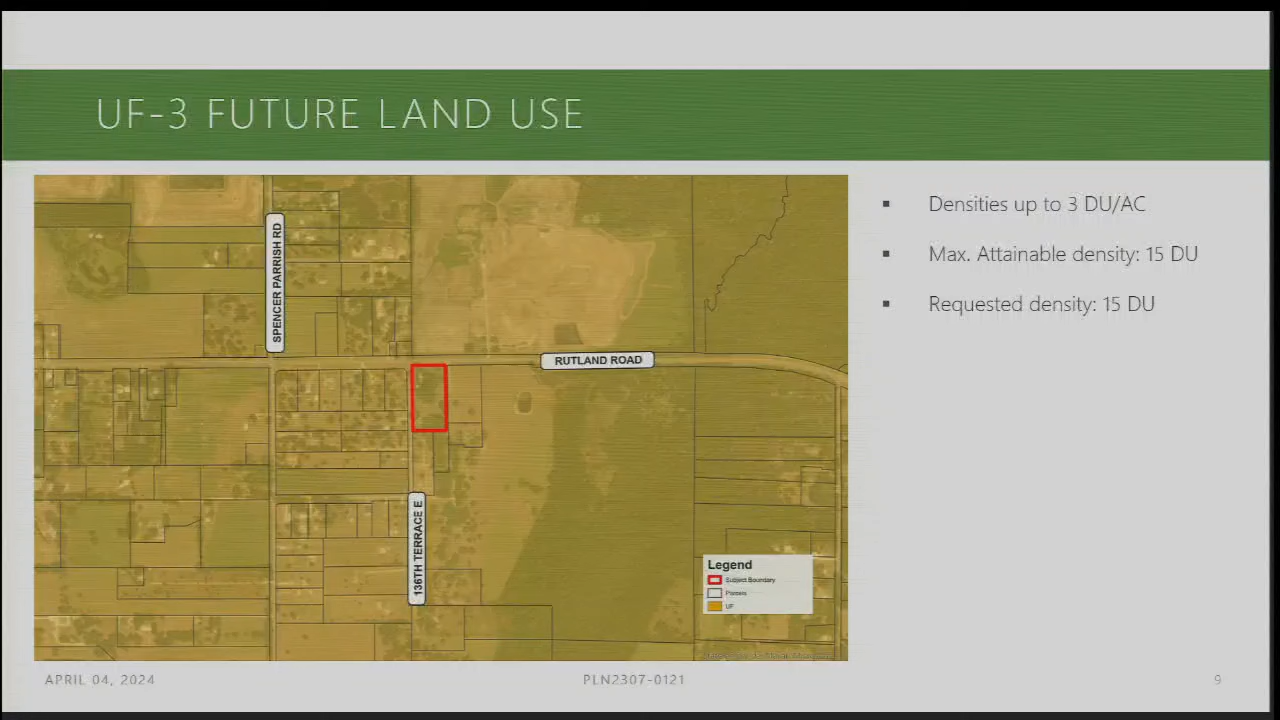 UF-3 FUTURE LAND USE
SPENCER PARRISH RD
RUTLAND ROAD
136TH TERRACE E
Legend
Subject Boundary
Parcels
UF
▪ Densities up to 3 DU/AC
▪ Max. Attainable density: 15 DU
▪ Requested density: 15 DU
APRIL 04, 2024
PLN2307-0121
9